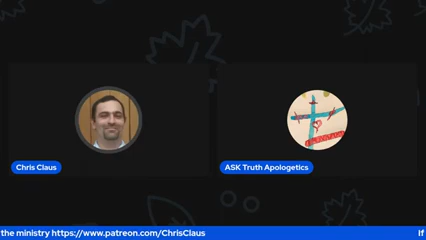 Chris Claus
ASK Truth Apologetics
the ministry https://www.patreon.com/ChrisClaus
If